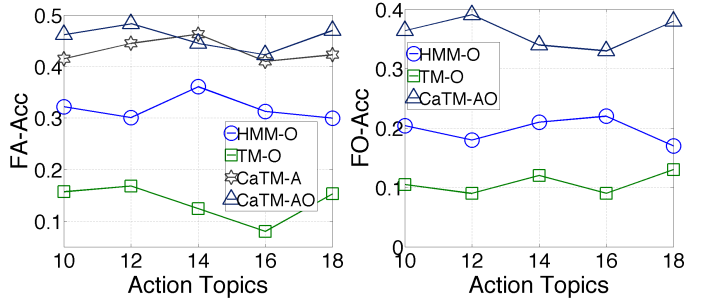 0.5
0.4
0.3
0.2
0.1
FA-Acc
HMM-O
TM-O
CaTM-A
CaTM-AO
10 12 14 16 18
Action Topics
0.4
0.3
0.2
0.1
0
FO-Acc
HMM-O
TM-O
CaTM-AO
10 12 14 16 18
Action Topics